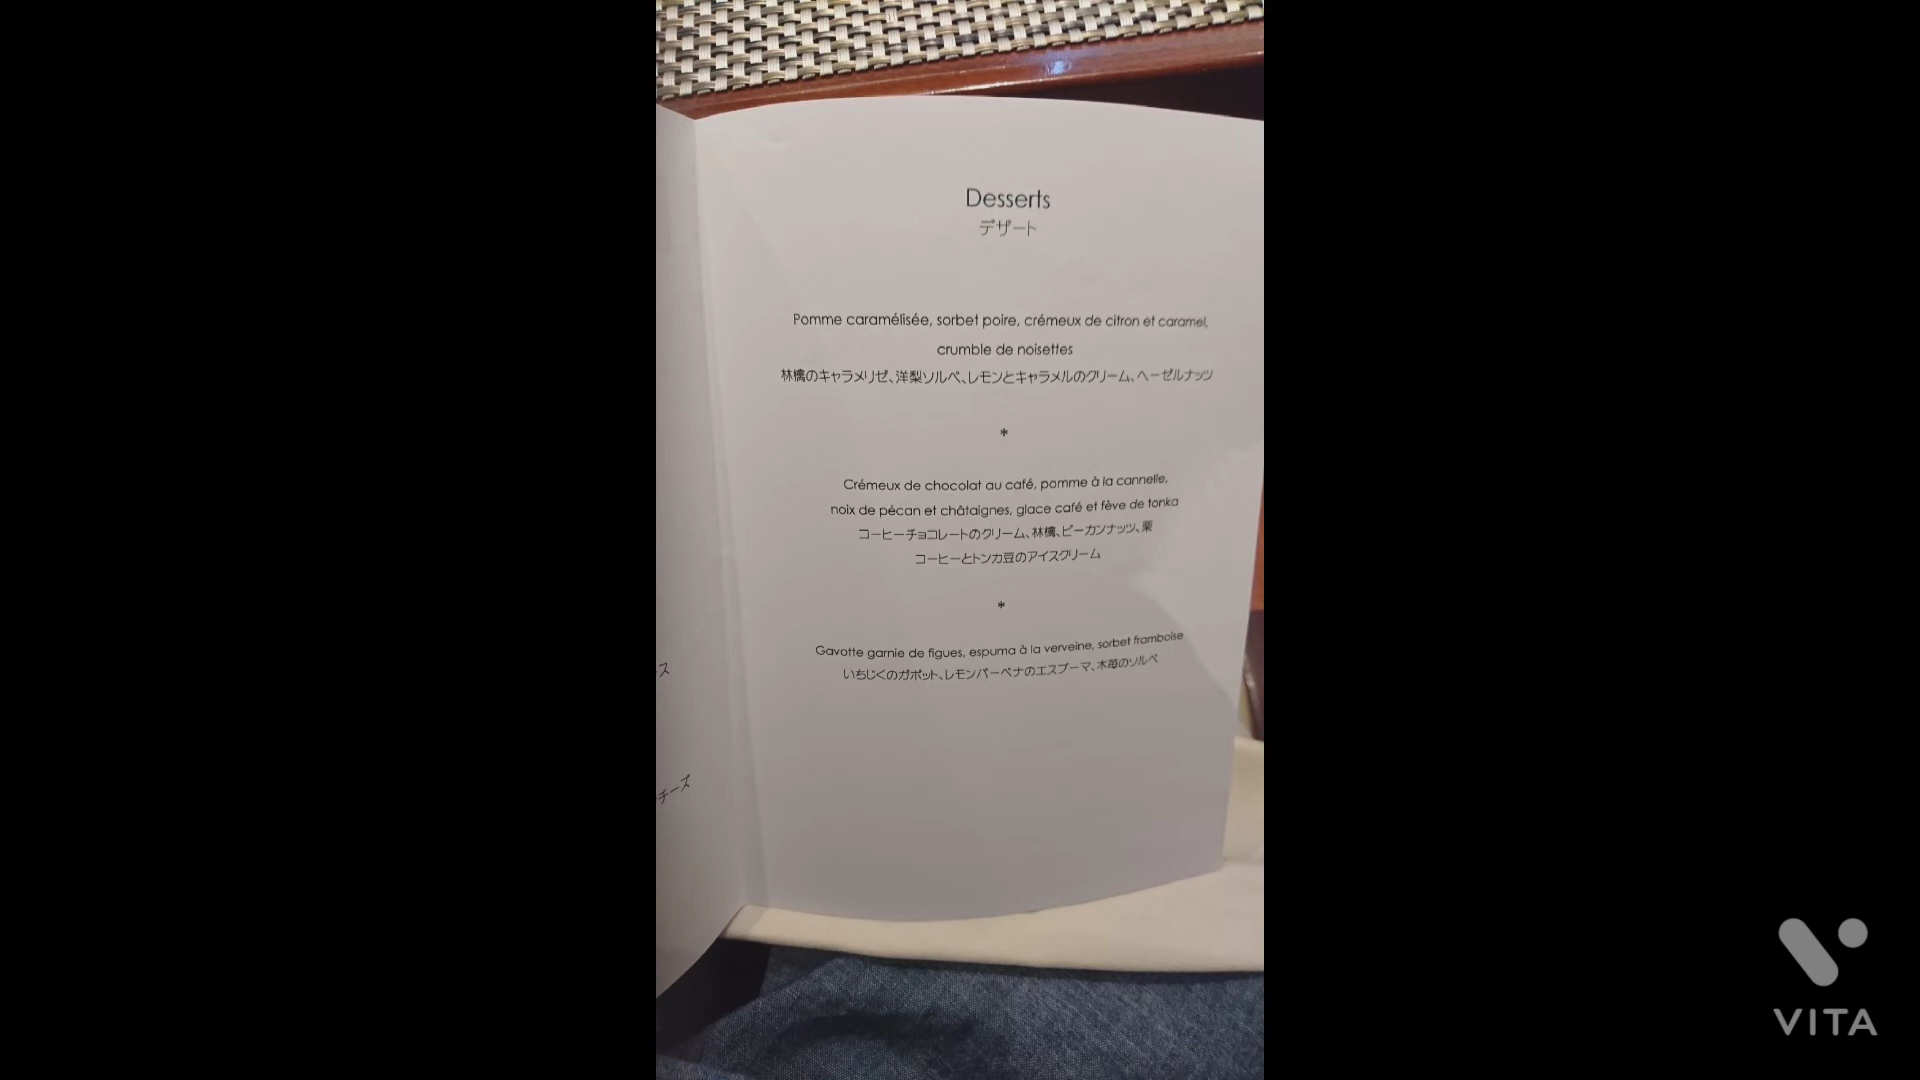 Desserts
デザート
Pomme caramélisée, sorbet poire, crémeux de citron et caramel,
crumble de noisettes
林檎のキャラメリゼ、洋梨ソルベ、レモンとキャラメルのクリーム、ヘーゼルナッツ
*
Crémeux de chocolat au café, pomme à la cannelle,
noix de pécan et châtaignes, glace café et fève de tonka
コーヒーチョコレートのクリーム、林檎、ピーカンナッツ、栗
コーヒーとトンカ豆のアイスクリーム
*
Gavotte garnie de figues, espuma à la verveine, sorbet framboise
いちじくのガボット、レモンバーベナのエスプーマ、木苺のソルベ
ス
チーズ
VITA